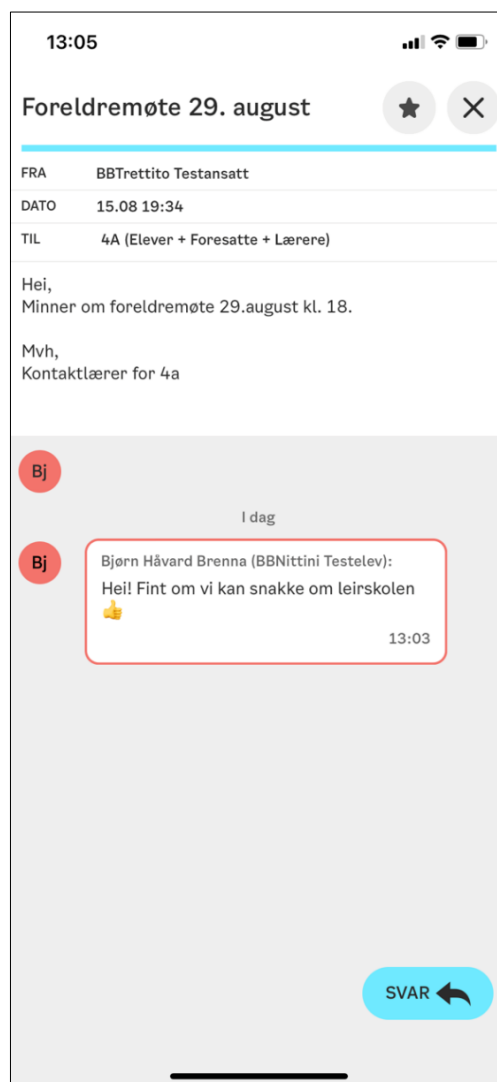 13:05
Foreldremøte 29. august
FRA BBTrettito Testansatt
DATO 15.08 19:34
TIL 4A (Elever + Foresatte + Lærere)
Hei,
Minner om foreldremøte 29.august kl. 18.
Mvh,
Kontaktlærer for 4a
Bj
I dag
Bj
Bjørn Håvard Brenna (BBNittini Testelev):
Hei! Fint om vi kan snakke om leirskolen
👍
13:03
SVAR